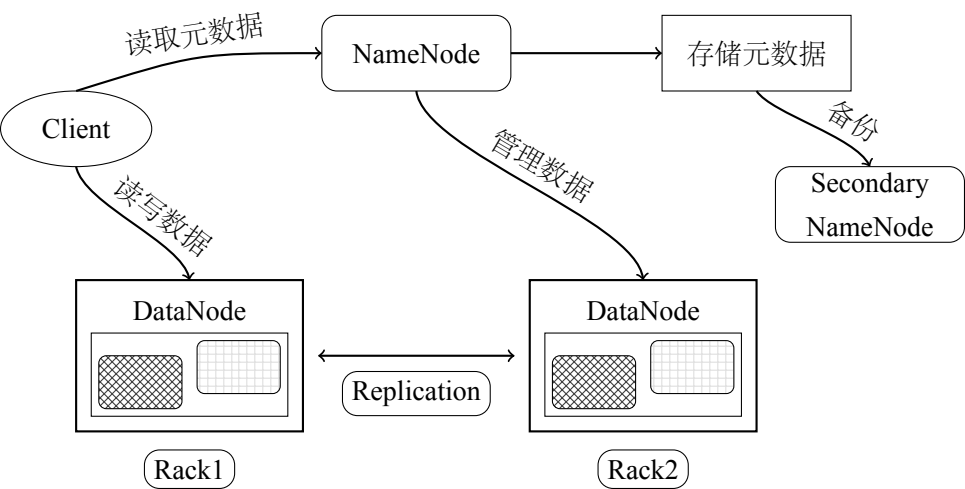 读取元数据
NameNode
存储元数据
Client
备份
管理数据
Secondary
NameNode
读写数据
DataNode
DataNode
Replication
Rack1
Rack2